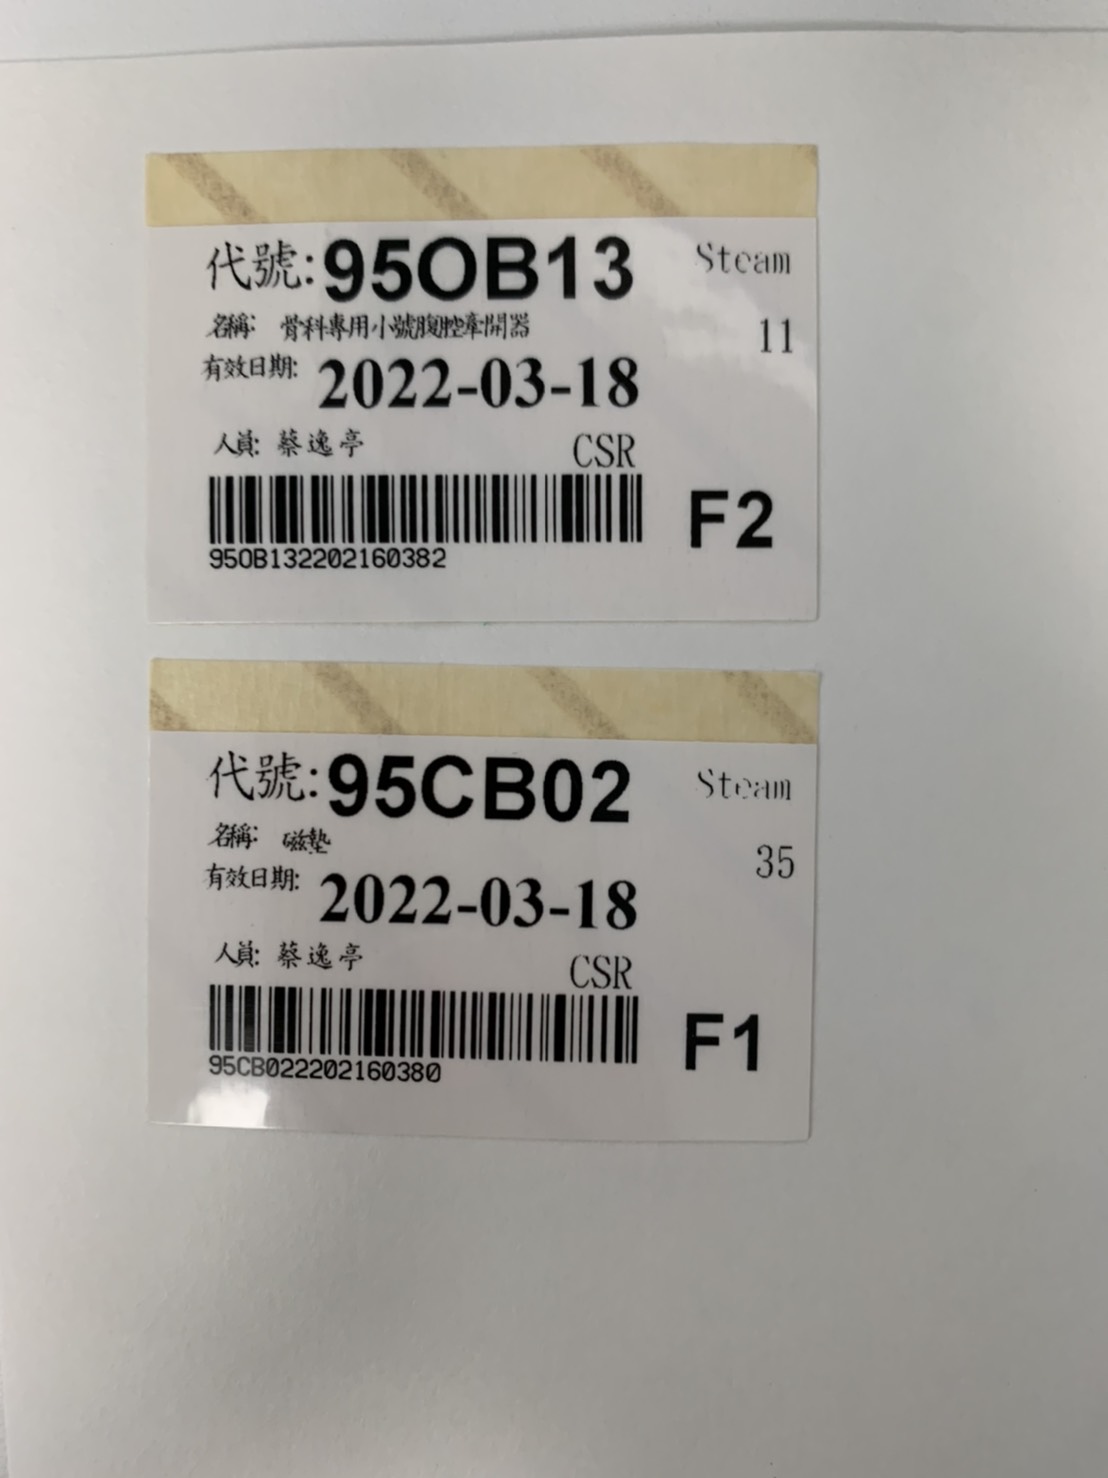 代號:95OB13
Steam
名稱: 骨科專用小號腹腔牽開器
11
有效日期: 2022-03-18
人員: 蔡逸亭
CSR
F2
95OB132202160382
代號:95CB02
Steam
名稱: 磁墊
35
有效日期: 2022-03-18
人員: 蔡逸亭
CSR
F1
95CB022202160380